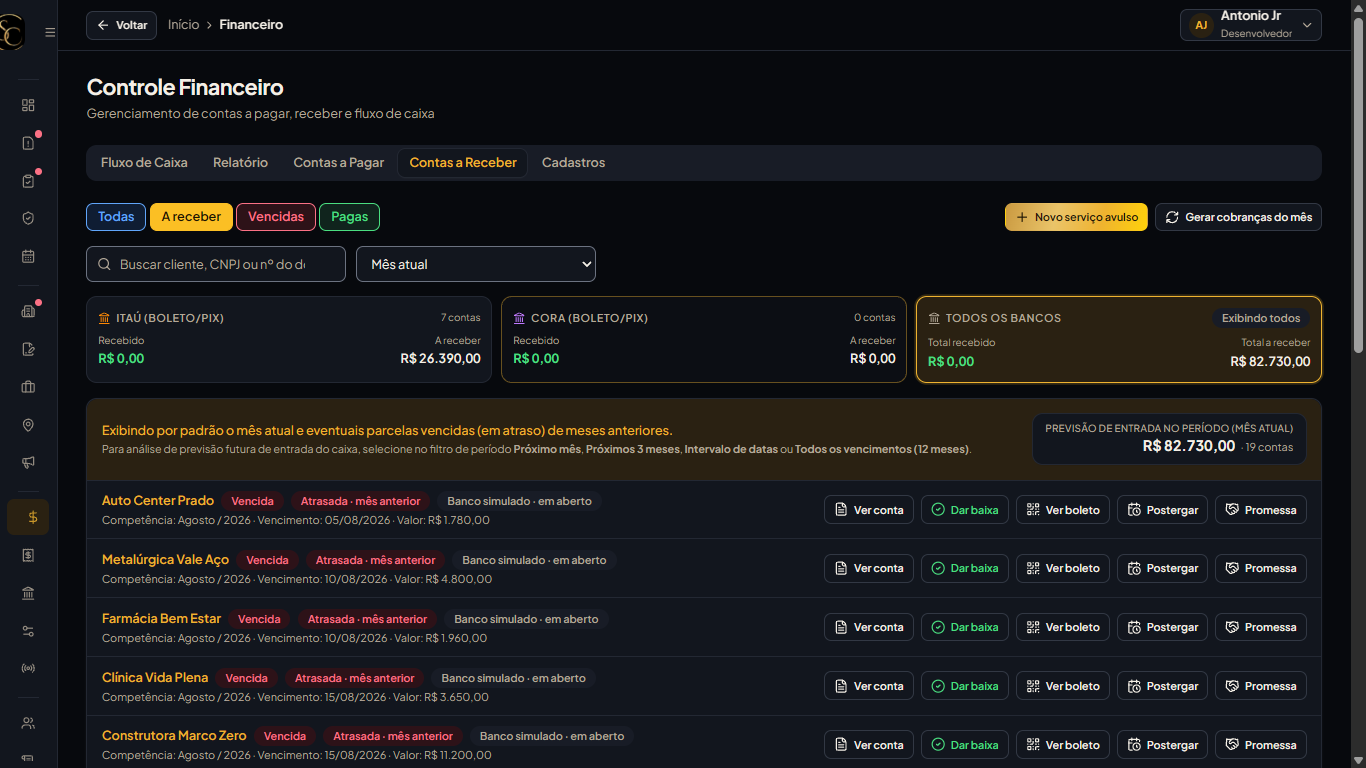 SC
Voltar Início > Financeiro
AJ Antonio Jr
Desenvolvedor
Controle Financeiro
Gerenciamento de contas a pagar, receber e fluxo de caixa
Fluxo de Caixa Relatório Contas a Pagar Contas a Receber Cadastros
Todas A receber Vencidas Pagas
Novo serviço avulso Gerar cobranças do mês
Buscar cliente, CNPJ ou nº do d
Mês atual
ITAÚ (BOLETO/PIX) 7 contas
Recebido A receber
R$ 0,00 R$ 26.390,00
CORA (BOLETO/PIX) 0 contas
Recebido A receber
R$ 0,00 R$ 0,00
TODOS OS BANCOS Exibindo todos
Total recebido Total a receber
R$ 0,00 R$ 82.730,00
Exibindo por padrão o mês atual e eventuais parcelas vencidas (em atraso) de meses anteriores.
Para análise de previsão futura de entrada do caixa, selecione no filtro de período Próximo mês, Próximos 3 meses, Intervalo de datas ou Todos os vencimentos (12 meses).
PREVISÃO DE ENTRADA NO PERÍODO (MÊS ATUAL)
R$ 82.730,00 · 19 contas
Auto Center Prado Vencida Atrasada · mês anterior Banco simulado · em aberto
Competência: Agosto / 2026 · Vencimento: 05/08/2026 · Valor: R$ 1.780,00
Ver conta Dar baixa Ver boleto Postergar Promessa
Metalúrgica Vale Aço Vencida Atrasada · mês anterior Banco simulado · em aberto
Competência: Agosto / 2026 · Vencimento: 10/08/2026 · Valor: R$ 4.800,00
Ver conta Dar baixa Ver boleto Postergar Promessa
Farmácia Bem Estar Vencida Atrasada · mês anterior Banco simulado · em aberto
Competência: Agosto / 2026 · Vencimento: 10/08/2026 · Valor: R$ 1.960,00
Ver conta Dar baixa Ver boleto Postergar Promessa
Clínica Vida Plena Vencida Atrasada · mês anterior Banco simulado · em aberto
Competência: Agosto / 2026 · Vencimento: 15/08/2026 · Valor: R$ 3.650,00
Ver conta Dar baixa Ver boleto Postergar Promessa
Construtora Marco Zero Vencida Atrasada · mês anterior Banco simulado · em aberto
Competência: Agosto / 2026 · Vencimento: 15/08/2026 · Valor: R$ 11.200,00
Ver conta Dar baixa Ver boleto Postergar Promessa